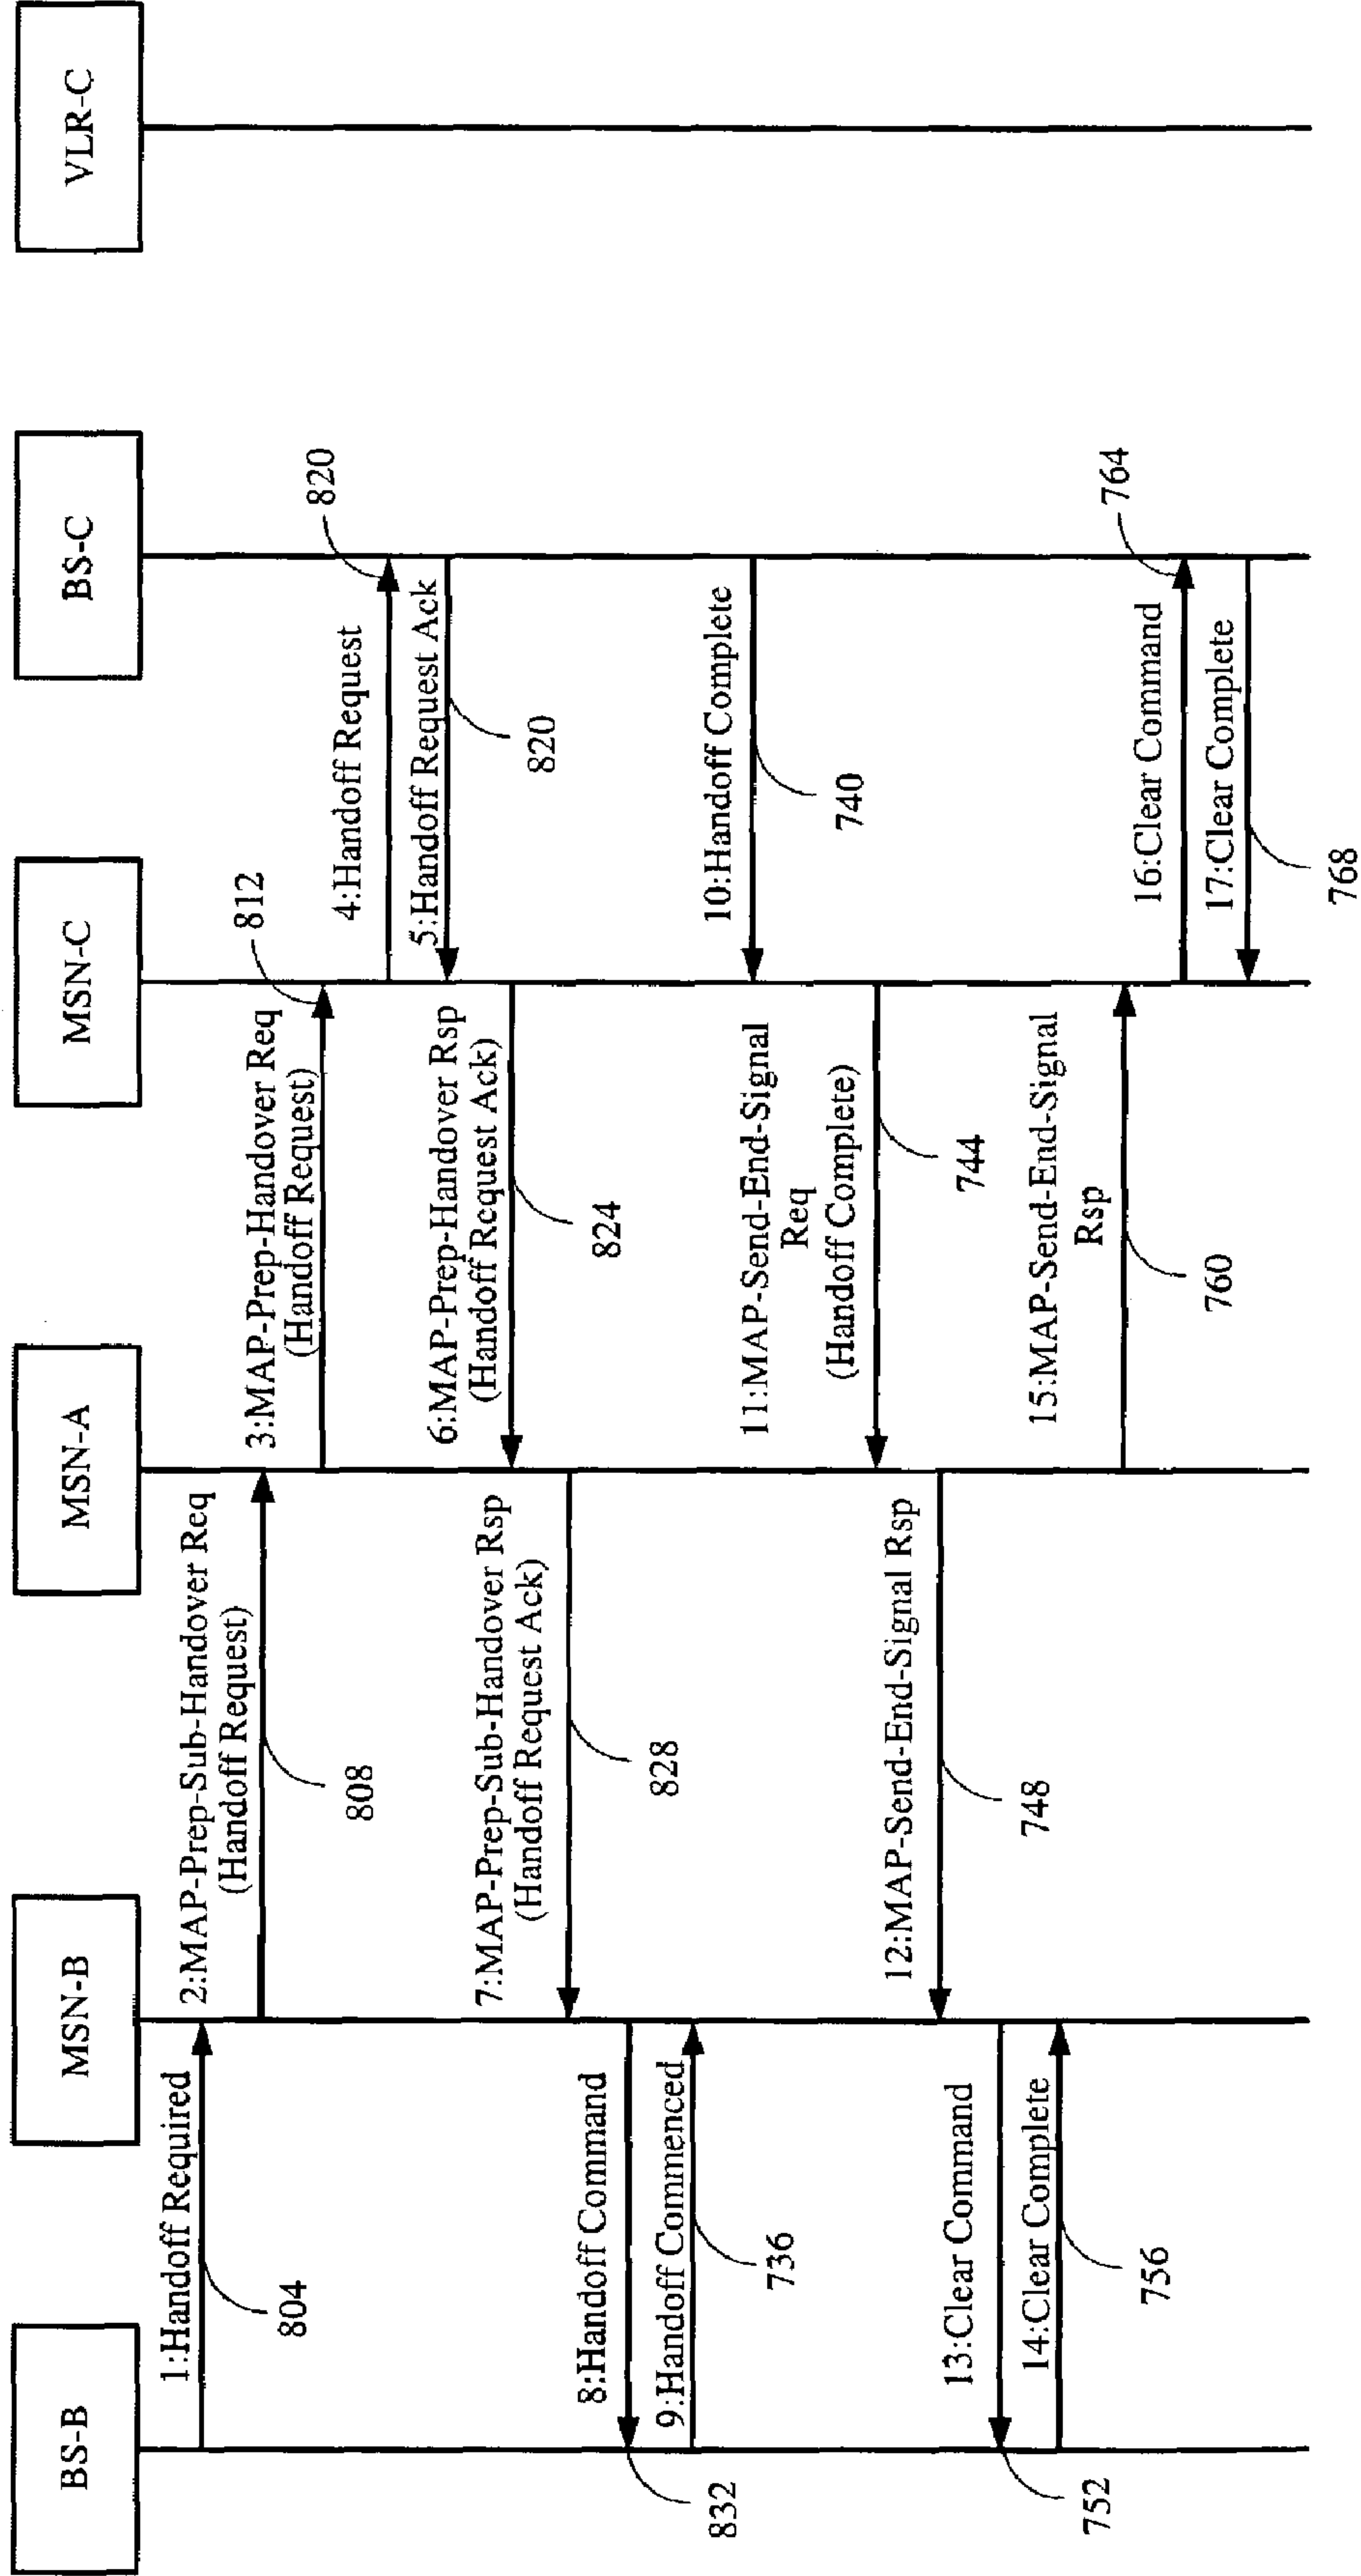 BS-B
MSN-B
MSN-A
MSN-C
BS-C
VLR-C
1:Handoff Required
804
2:MAP-Prep-Sub-Handover Req
(Handoff Request)
808
3:MAP-Prep-Handover Req
(Handoff Request)
812
4:Handoff Request
820
5:Handoff Request Ack
820
6:MAP-Prep-Handover Rsp
(Handoff Request Ack)
824
7:MAP-Prep-Sub-Handover Rsp
(Handoff Request Ack)
828
8:Handoff Command
832
9:Handoff Commenced
736
10:Handoff Complete
740
11:MAP-Send-End-Signal
Req
(Handoff Complete)
744
12:MAP-Send-End-Signal Rsp
748
13:Clear Command
752
14:Clear Complete
756
15:MAP-Send-End-Signal
Rsp
760
16:Clear Command
764
17:Clear Complete
768